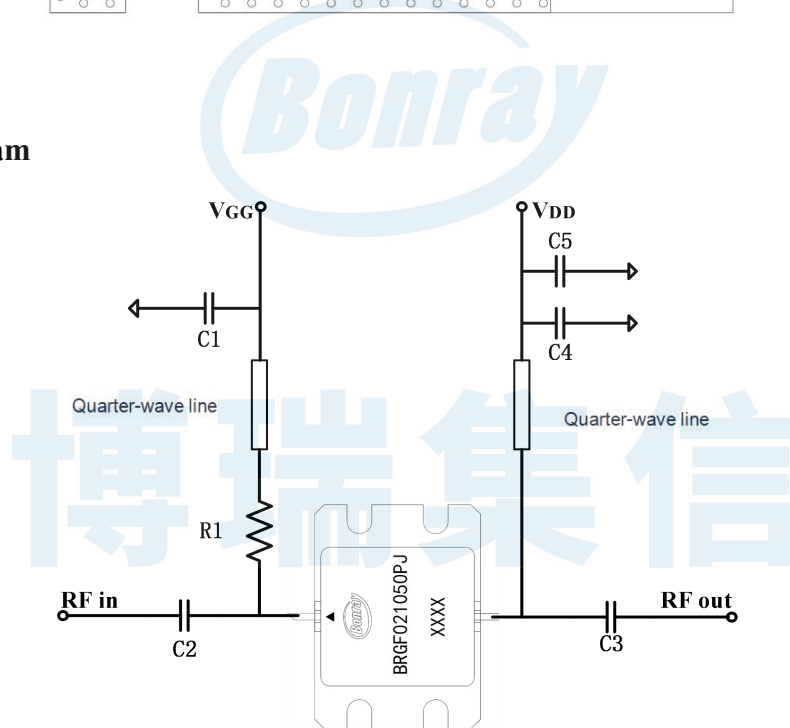 Bonray
am
VGG
VDD
C5
C1
C4
Quarter-wave line
Quarter-wave line
博瑞集信
R1
RF in
RF out
Bonray
BRGF021050PJ
XXXX
C2
C3